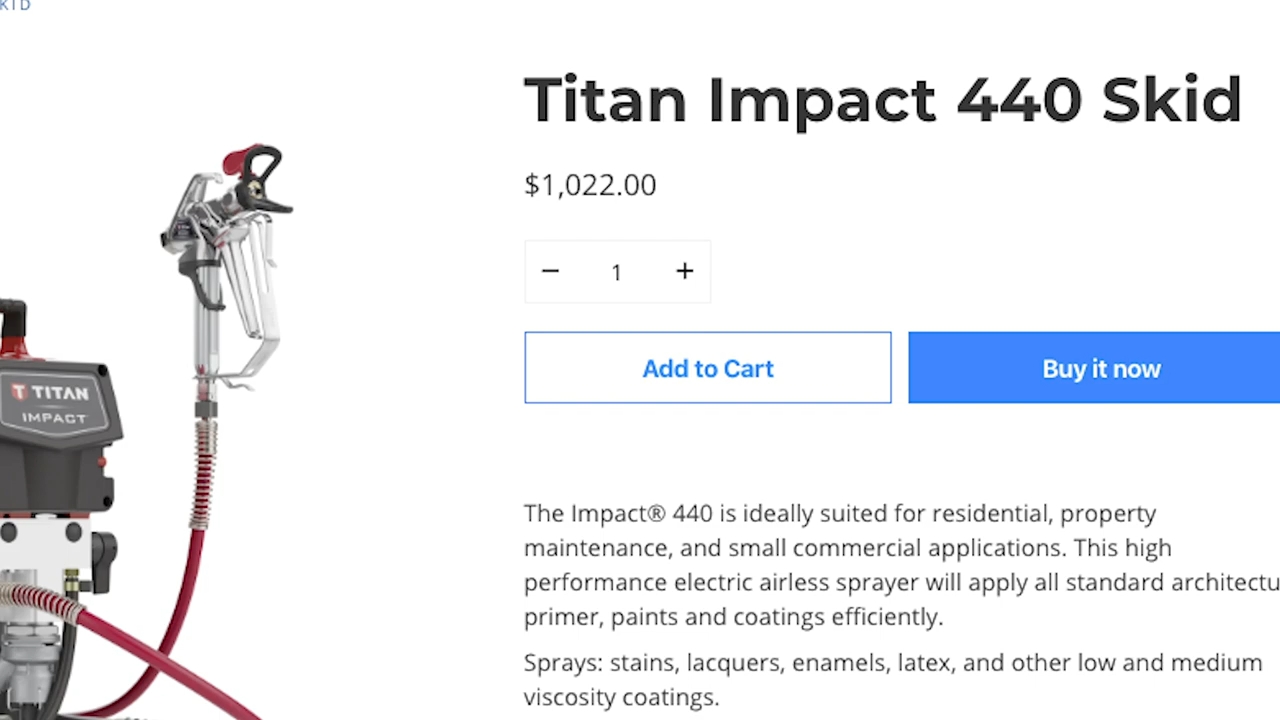 Titan Impact 440 Skid
$1,022.00
− 1 +
Add to Cart
Buy it now
TITAN
IMPACT
The Impact® 440 is ideally suited for residential, property
maintenance, and small commercial applications. This high
performance electric airless sprayer will apply all standard
primer, paints and coatings efficiently.
Sprays: stains, lacquers, enamels, latex, and other low and medium
viscosity coatings.